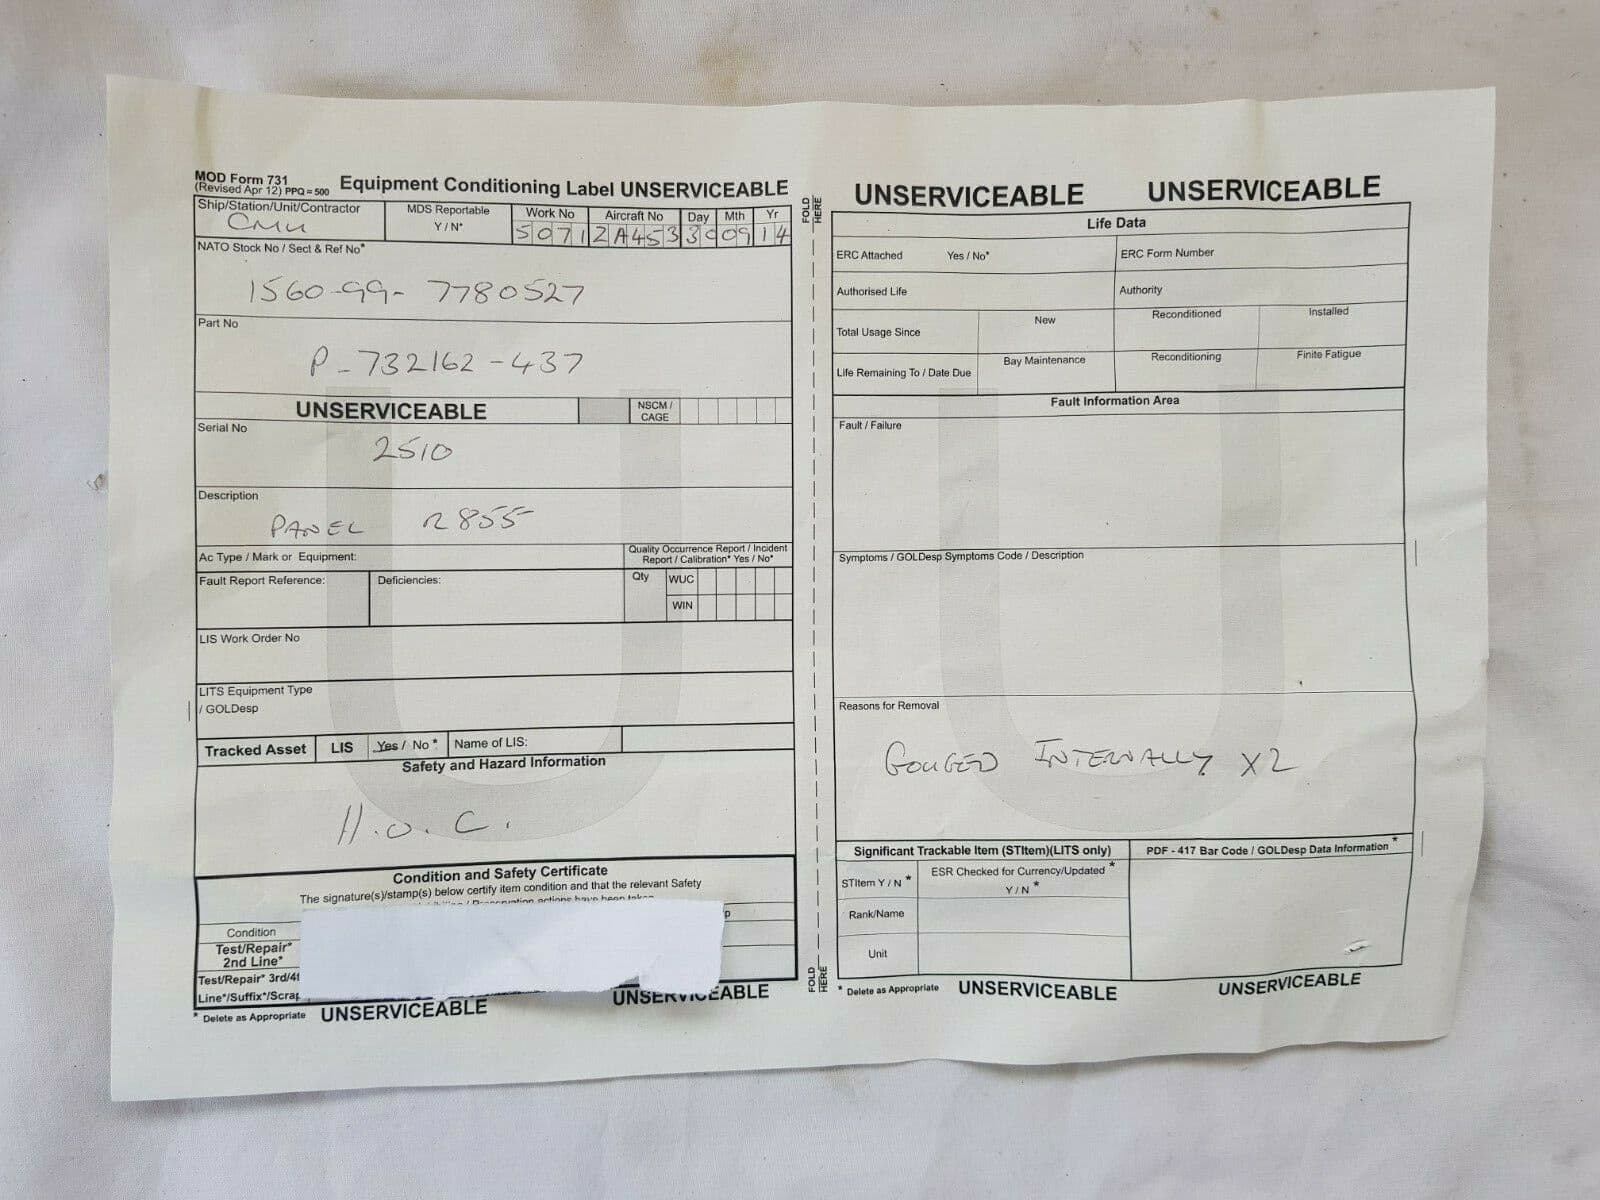 MOD Form 731
(Revised Apr 12) PPQ = 500
Equipment Conditioning Label UNSERVICEABLE
Ship/Station/Unit/Contractor
CMU
MDS Reportable
Y / N*
Work No
5071
Aircraft No
ZA453
Day
30
Mth
09
Yr
14
NATO Stock No / Sect & Ref No*
1560-99-7780527
Part No
P-732162-437
UNSERVICEABLE
NSCM /
CAGE
Serial No
2510
Description
PANEL R855
Ac Type / Mark or Equipment:
Quality Occurrence Report / Incident
Report / Calibration* Yes / No*
Fault Report Reference:
Deficiencies:
Qty
WUC
WIN
LIS Work Order No
LITS Equipment Type
/ GOLDesp
Tracked Asset
LIS
Yes / No *
Name of LIS:
Safety and Hazard Information
H.O.C.
Condition and Safety Certificate
The signature(s)/stamp(s) below certify item condition and that the relevant Safety
Condition
Test/Repair*
2nd Line*
Test/Repair* 3rd/4t
Line*/Suffix*/Scrap
* Delete as Appropriate
UNSERVICEABLE
UNSERVICEABLE
FOLD
HERE
FOLD
HERE
UNSERVICEABLE UNSERVICEABLE
Life Data
ERC Attached Yes / No*
ERC Form Number
Authorised Life
Authority
Total Usage Since
New
Reconditioned
Installed
Life Remaining To / Date Due
Bay Maintenance
Reconditioning
Finite Fatigue
Fault Information Area
Fault / Failure
Symptoms / GOLDesp Symptoms Code / Description
Reasons for Removal
GOUGED INTERNALLY X2
Significant Trackable Item (STItem)(LITS only)
PDF - 417 Bar Code / GOLDesp Data Information *
STItem Y / N *
ESR Checked for Currency/Updated *
Y / N *
Rank/Name
Unit
* Delete as Appropriate
UNSERVICEABLE
UNSERVICEABLE
U
U